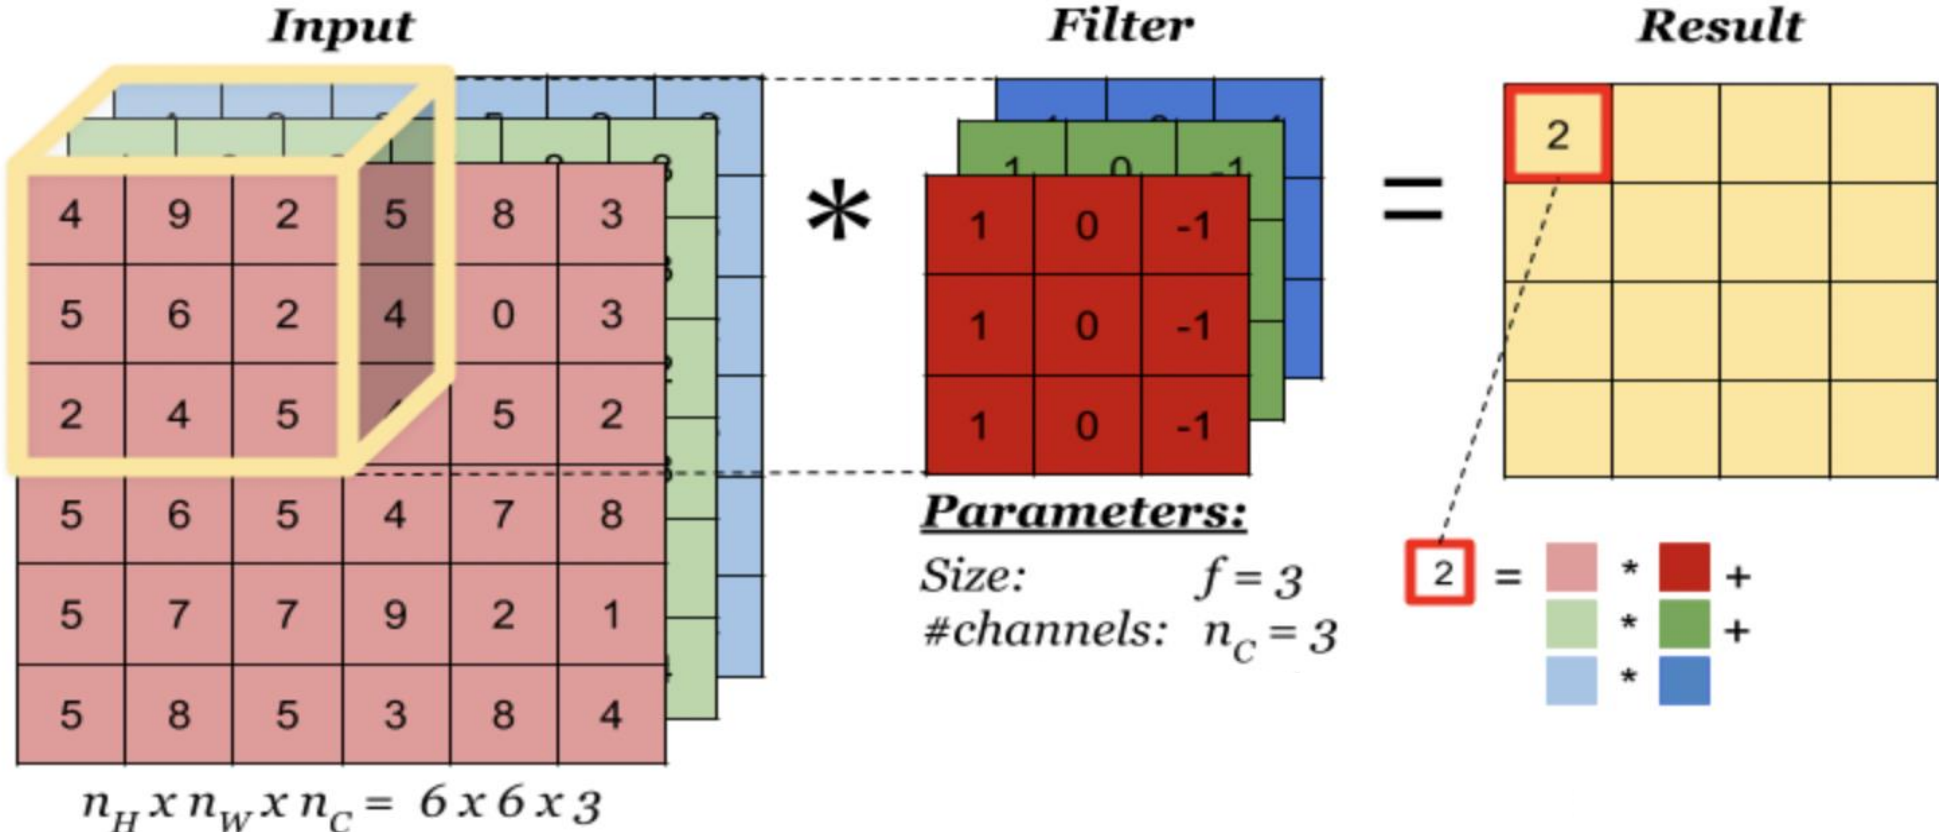 Input Filter Result
4 9 2 5 8 3
5 6 2 4 0 3
2 4 5 5 2
5 6 5 4 7 8
5 7 7 9 2 1
5 8 5 3 8 4
n_H x n_W x n_C = 6 x 6 x 3
*
1 0 -1
1 0 -1
1 0 -1
1 0 -1
Parameters:
Size: f = 3
#channels: n_C = 3
=
2
2 = * +
* +
*